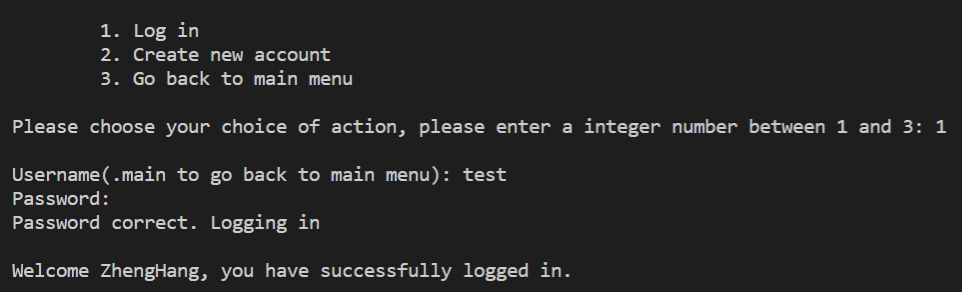 1. Log in
2. Create new account
3. Go back to main menu
Please choose your choice of action, please enter a integer number between 1 and 3: 1
Username(.main to go back to main menu): test
Password:
Password correct. Logging in
Welcome ZhengHang, you have successfully logged in.